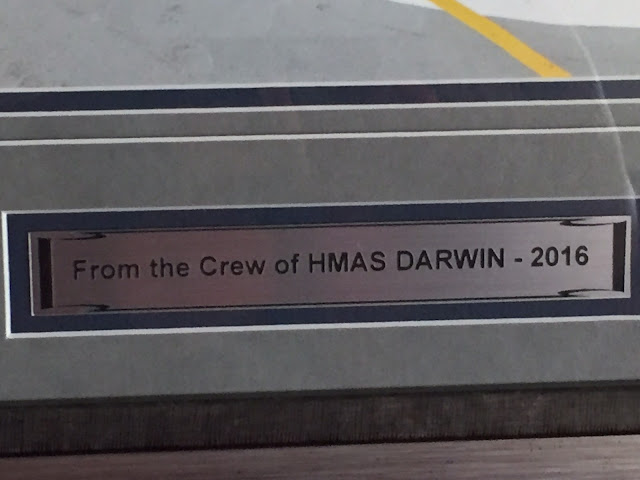 From the Crew of HMAS DARWIN - 2016